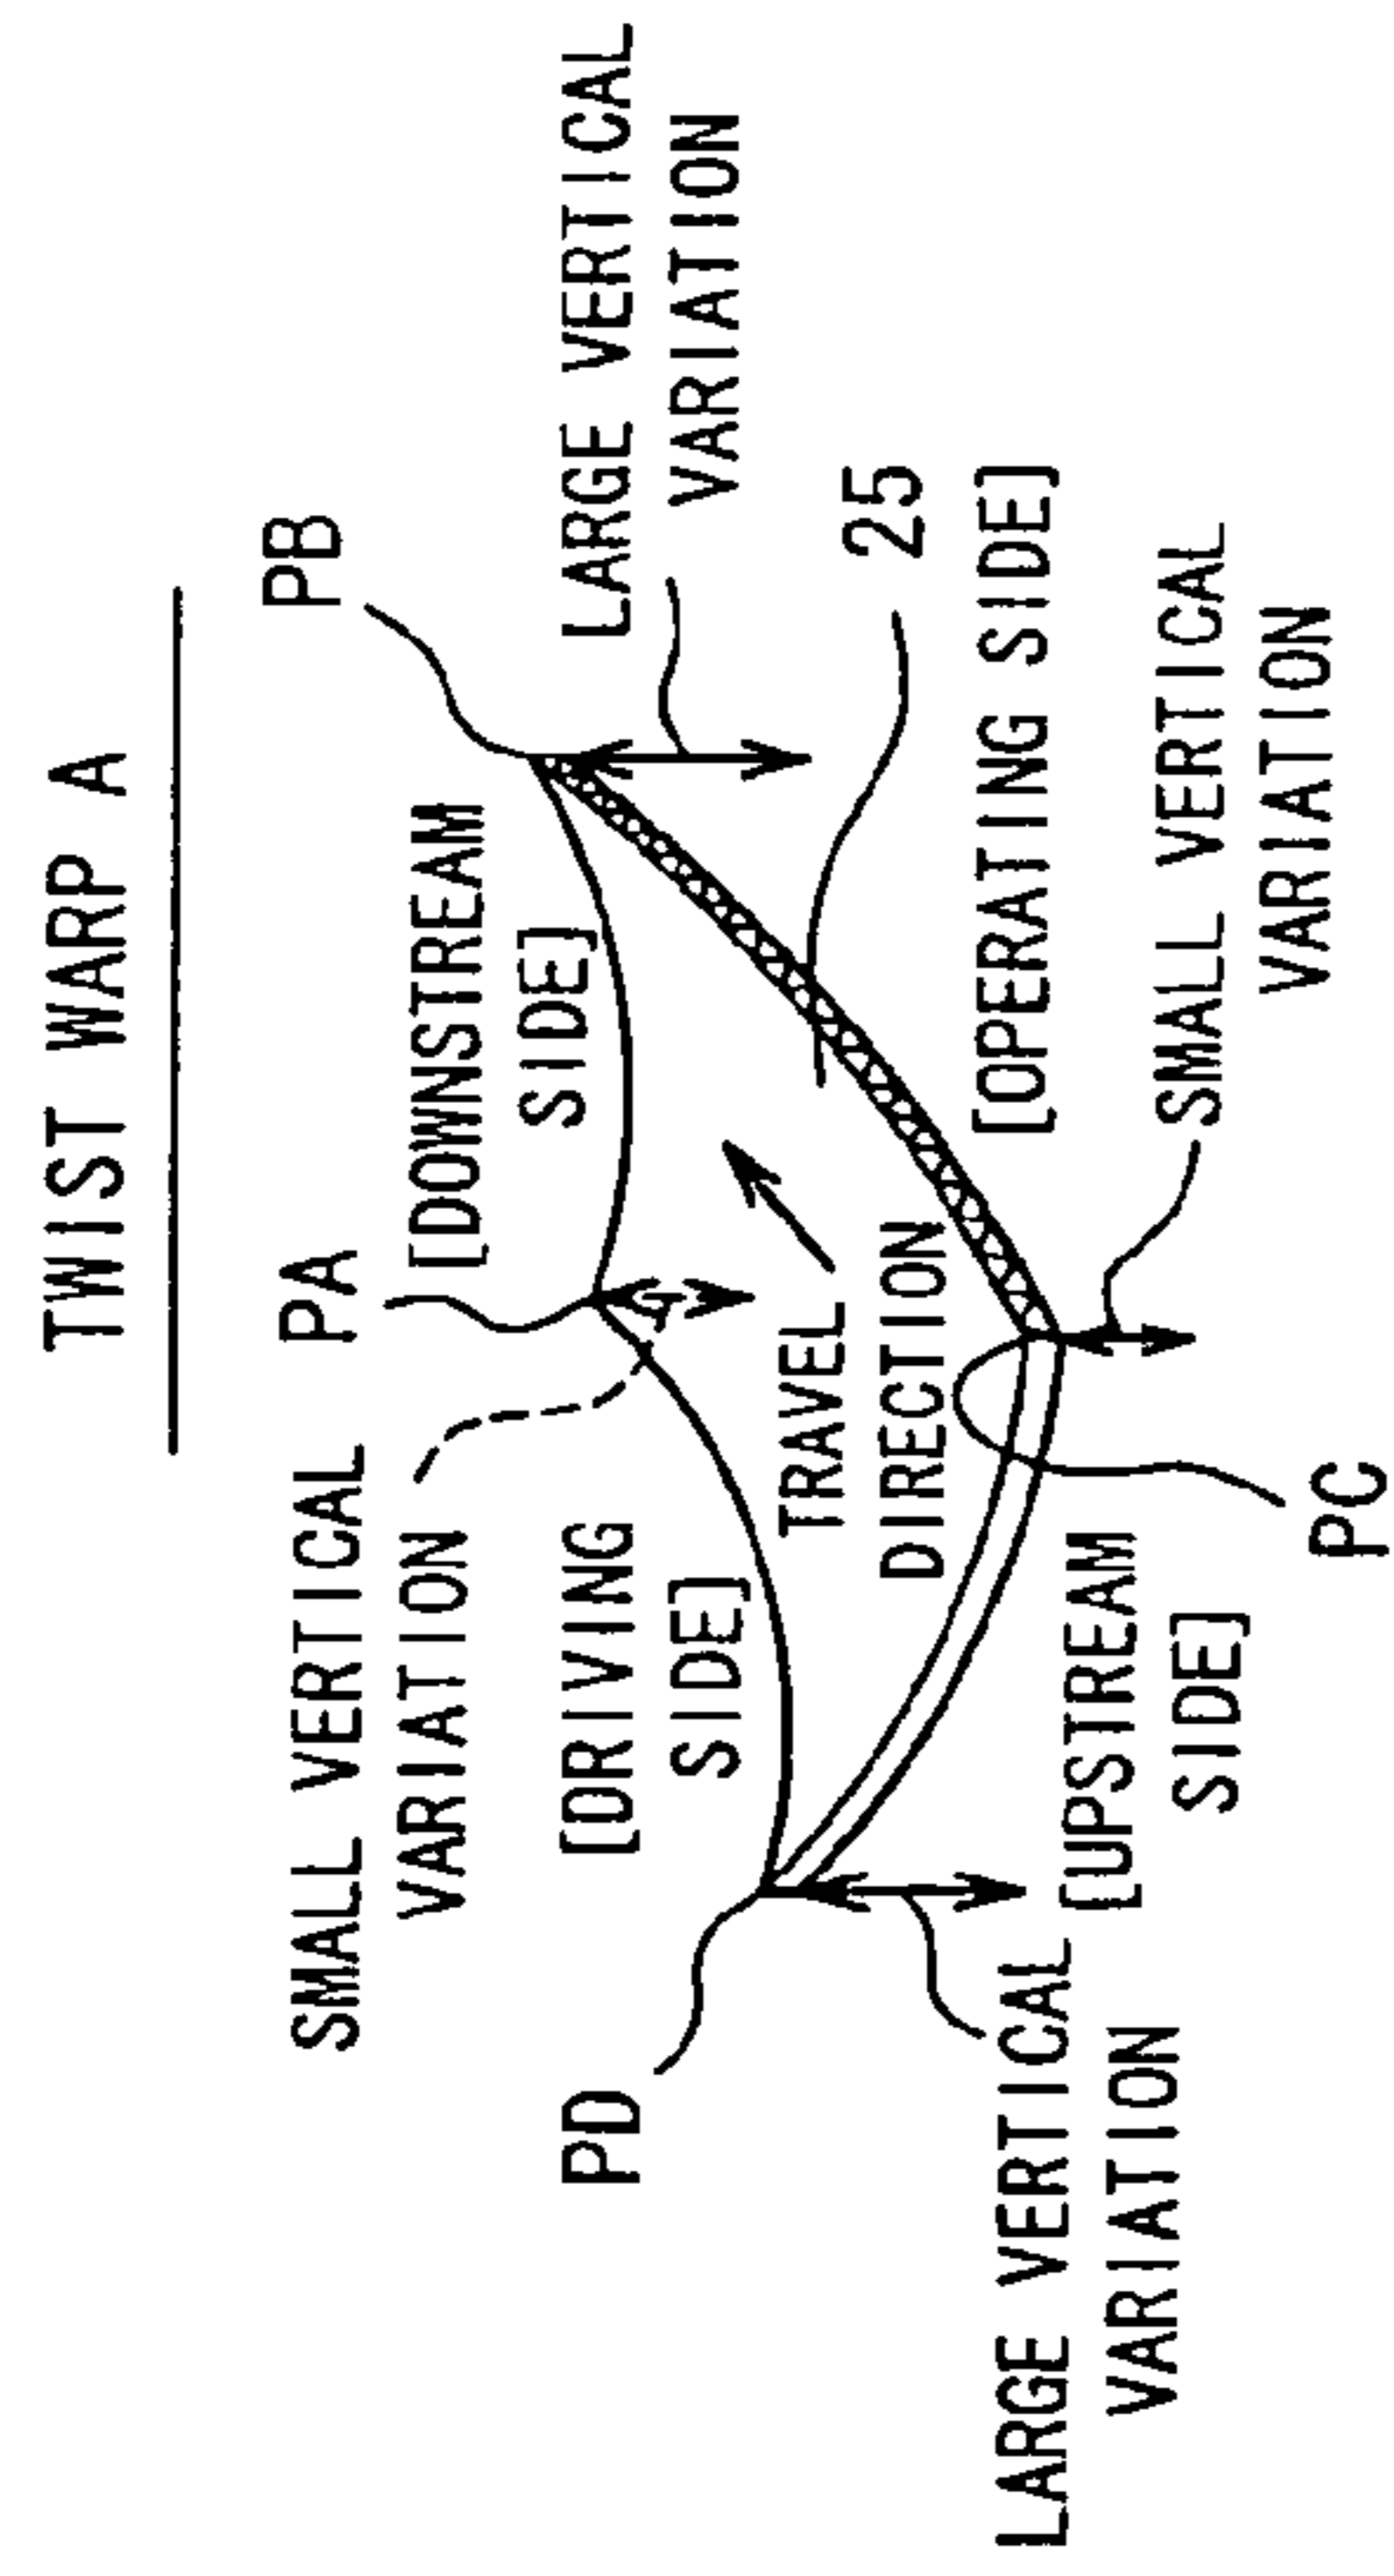 TWIST WARP A
PA
PB
SMALL VERTICAL
VARIATION
[DOWNSTREAM
SIDE]
LARGE VERTICAL
VARIATION
PD
[DRIVING
SIDE]
TRAVEL
DIRECTION
25
[OPERATING SIDE]
LARGE VERTICAL
VARIATION
[UPSTREAM
SIDE]
SMALL VERTICAL
VARIATION
PC